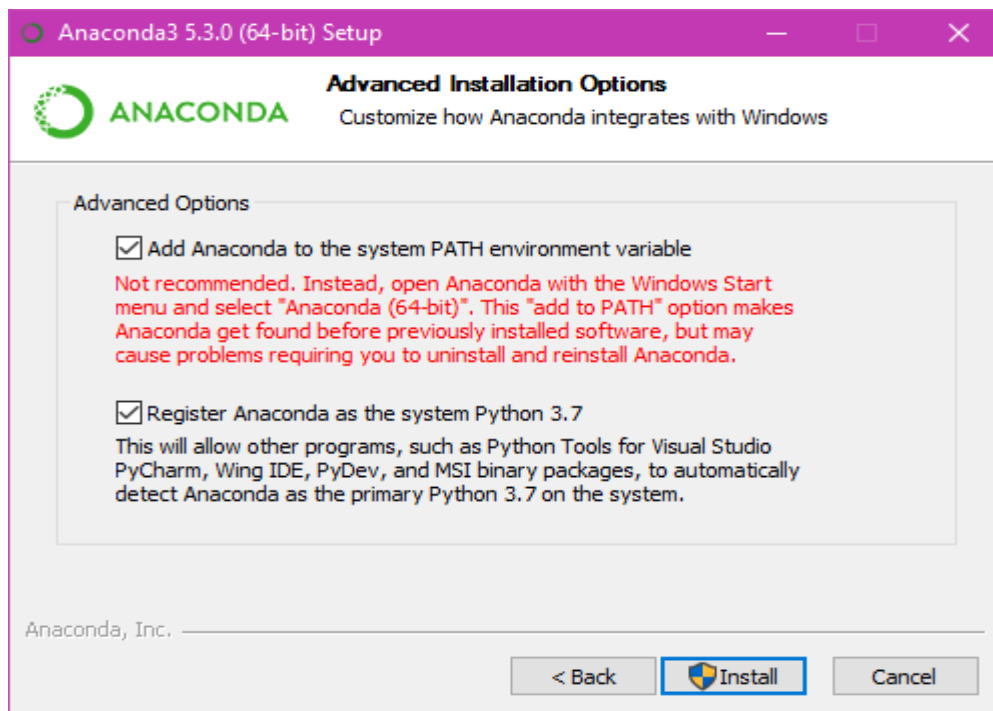 Anaconda3 5.3.0 (64-bit) Setup
ANACONDA
Advanced Installation Options
Customize how Anaconda integrates with Windows
Advanced Options
Add Anaconda to the system PATH environment variable
Not recommended. Instead, open Anaconda with the Windows Start
menu and select "Anaconda (64-bit)". This "add to PATH" option makes
Anaconda get found before previously installed software, but may
cause problems requiring you to uninstall and reinstall Anaconda.
Register Anaconda as the system Python 3.7
This will allow other programs, such as Python Tools for Visual Studio
PyCharm, Wing IDE, PyDev, and MSI binary packages, to automatically
detect Anaconda as the primary Python 3.7 on the system.
Anaconda, Inc.
< Back
Install
Cancel